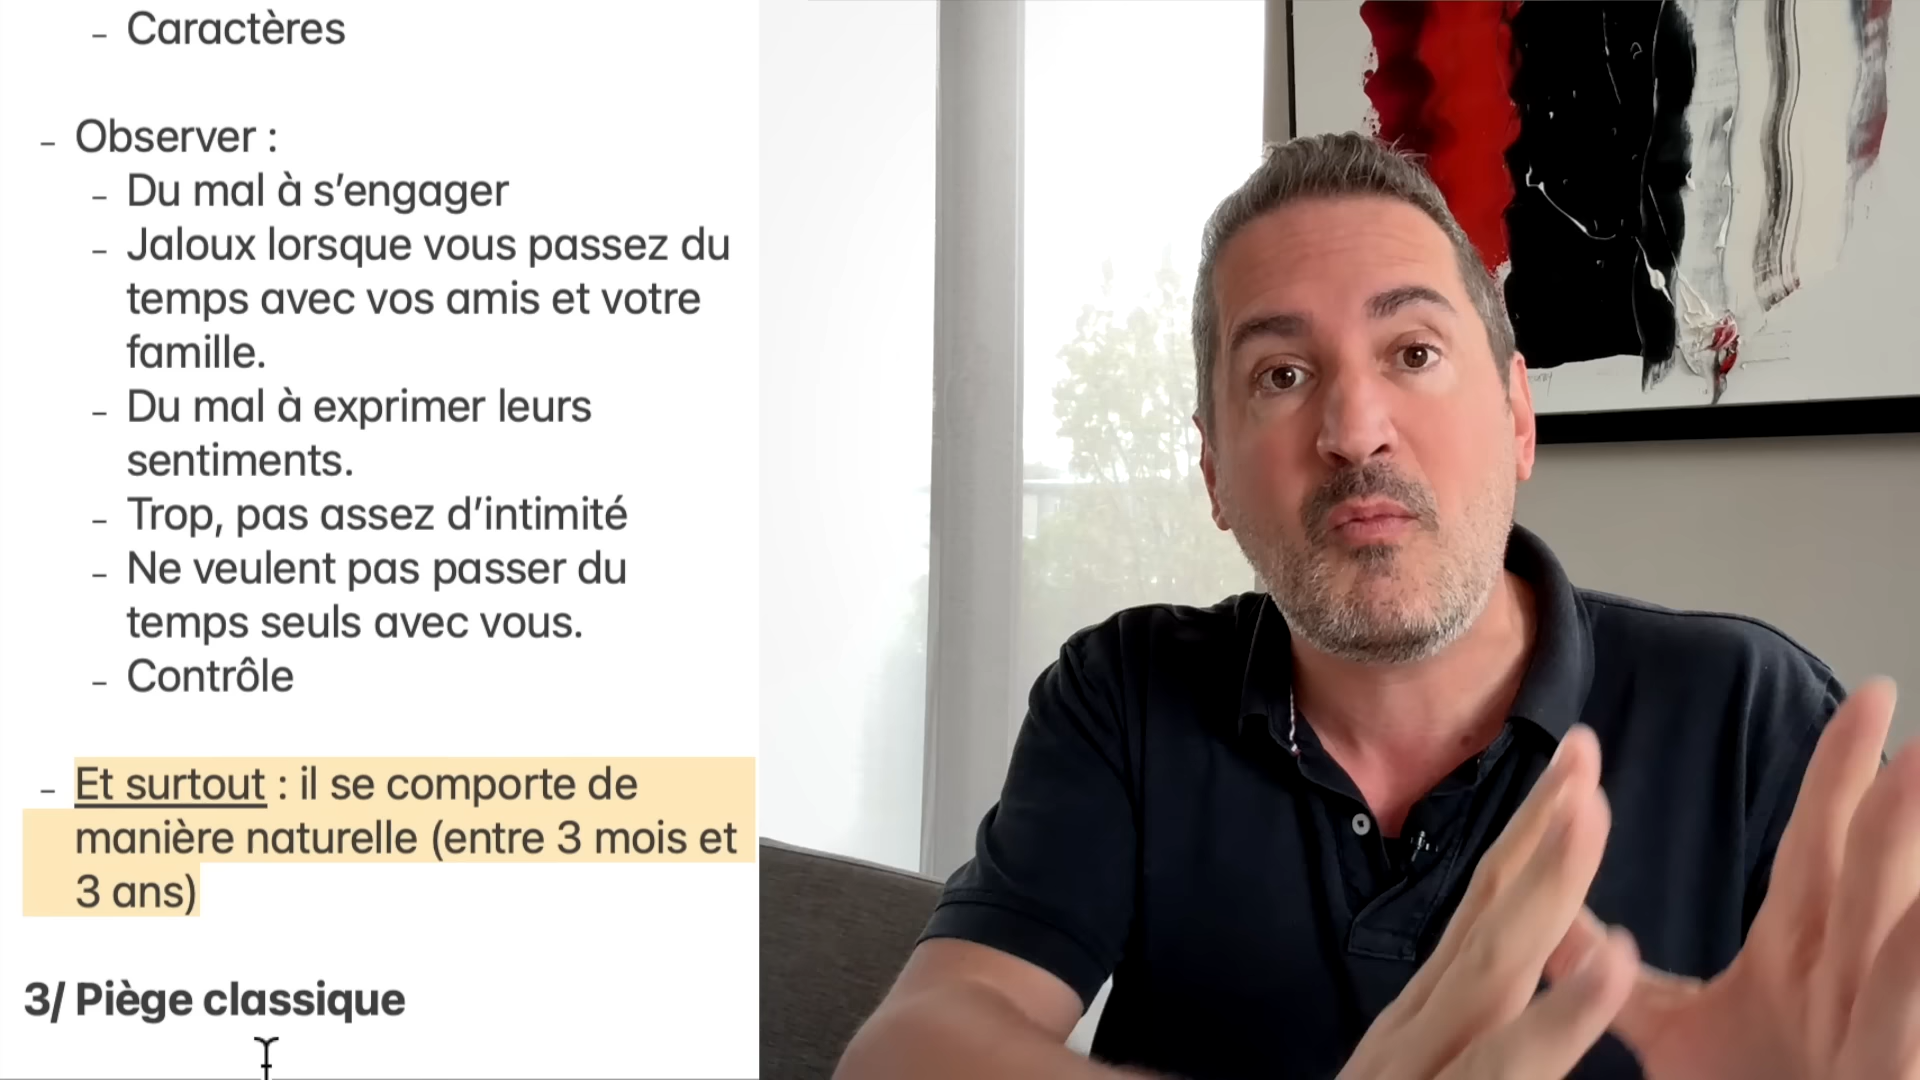 - Caractères
- Observer :
- Du mal à s’engager
- Jaloux lorsque vous passez du
temps avec vos amis et votre
famille.
- Du mal à exprimer leurs
sentiments.
- Trop, pas assez d’intimité
- Ne veulent pas passer du
temps seuls avec vous.
- Contrôle
- Et surtout : il se comporte de
manière naturelle (entre 3 mois et
3 ans)
3/ Piège classique